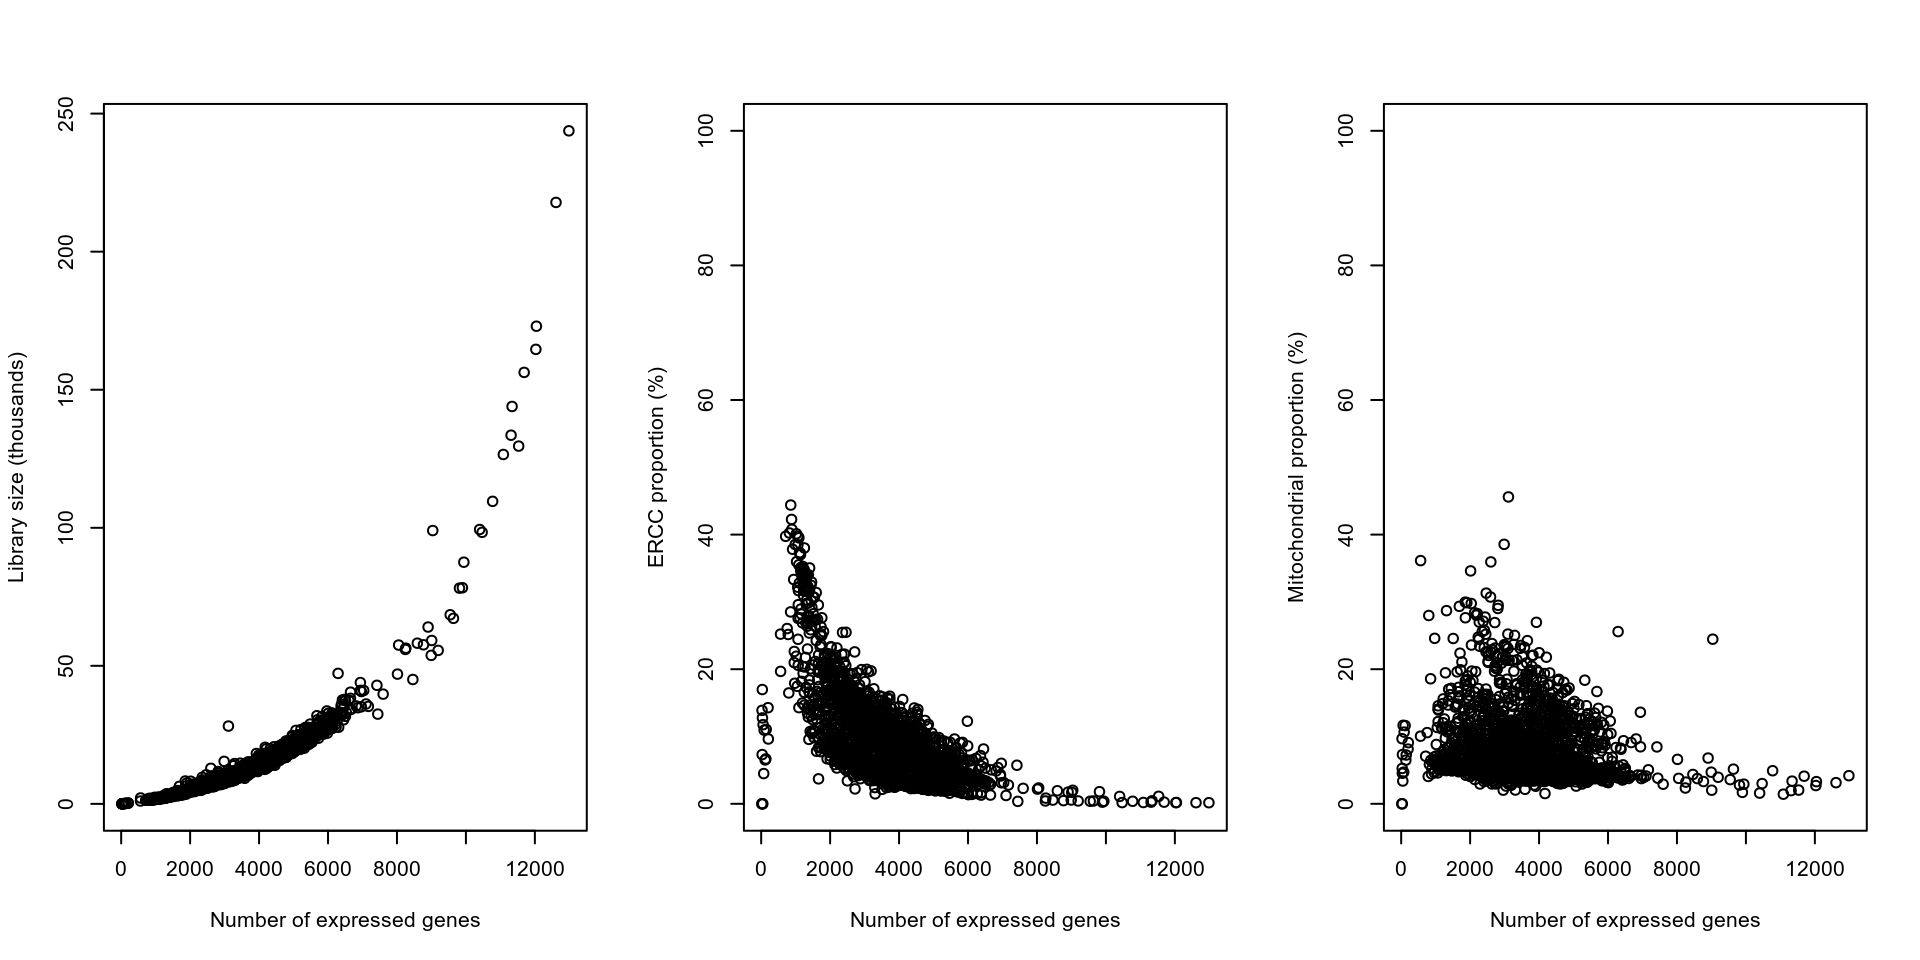 Library size (thousands)
250
200
150
100
50
0
0 2000 4000 6000 8000 12000
Number of expressed genes
ERCC proportion (%)
100
80
60
40
20
0
0 2000 4000 6000 8000 12000
Number of expressed genes
Mitochondrial proportion (%)
100
80
60
40
20
0
0 2000 4000 6000 8000 12000
Number of expressed genes